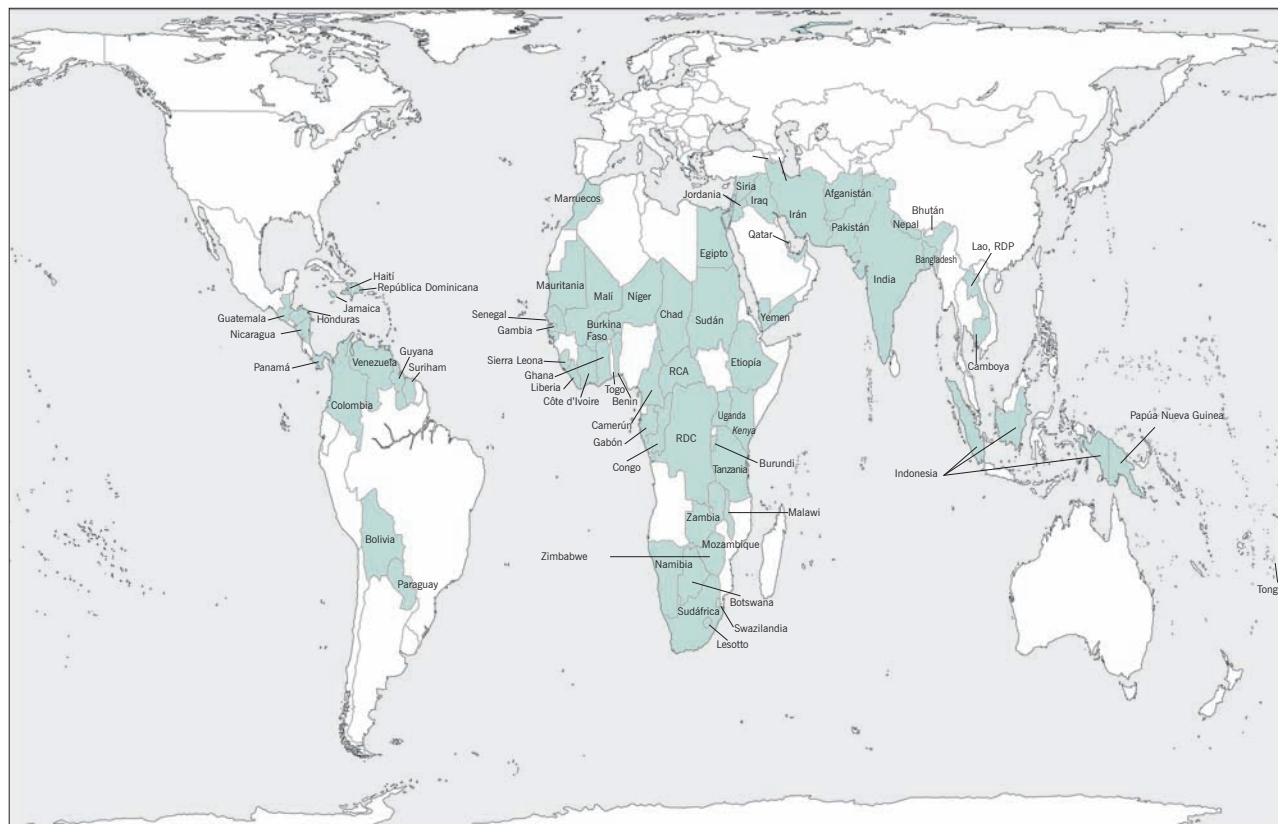 Haití
República Dominicana
Jamaica
Guatemala
Honduras
Nicaragua
Panamá
Venezuela
Guyana
Suriham
Colombia
Bolivia
Paraguay
Marruecos
Mauritania
Malí
Níger
Chad
Sudán
Egipto
Senegal
Gambia
Burkina
Faso
Sierra Leona
Ghana
Liberia
Côte d'Ivoire
Togo
Benin
RCA
Etiopía
Camerún
Gabón
Congo
RDC
Uganda
Kenya
Burundi
Tanzania
Zambia
Malawi
Mozambique
Zimbabwe
Namibia
Botswana
Sudáfrica
Swazilandia
Lesotto
Jordania
Siria
Iraq
Irán
Qatar
Yemen
Afganistán
Pakistán
Nepal
Bhután
Bangladesh
India
Lao, RDP
Camboya
Indonesia
Papúa Nueva Guinea
Tong